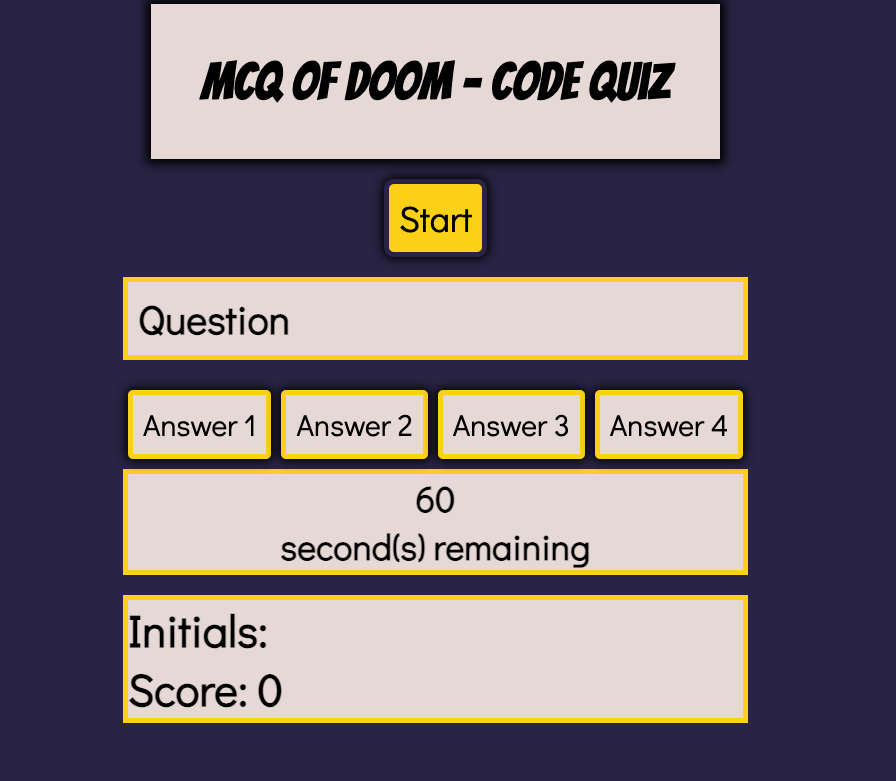 MCQ OF DOOM - CODE QUIZ
Start
Question
Answer 1
Answer 2
Answer 3
Answer 4
60
second(s) remaining
Initials:
Score: 0